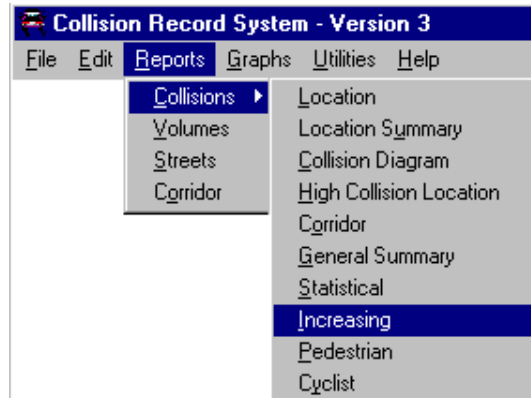 Collision Record System - Version 3
File Edit Reports Graphs Utilities Help
Collisions
Volumes
Streets
Corridor
Location
Location Summary
Collision Diagram
High Collision Location
Corridor
General Summary
Statistical
Increasing
Pedestrian
Cyclist